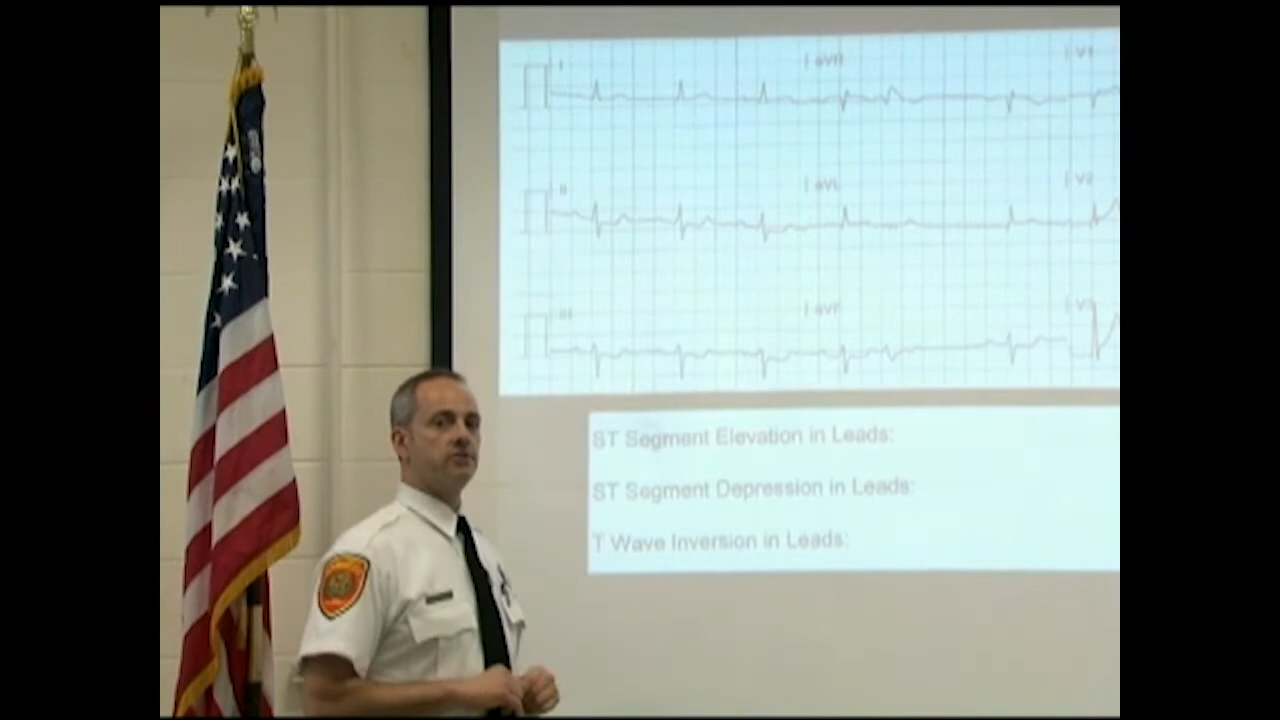 I aVR V1
II aVL V2
III aVF V3
ST Segment Elevation in Leads:
ST Segment Depression in Leads:
T Wave Inversion in Leads: